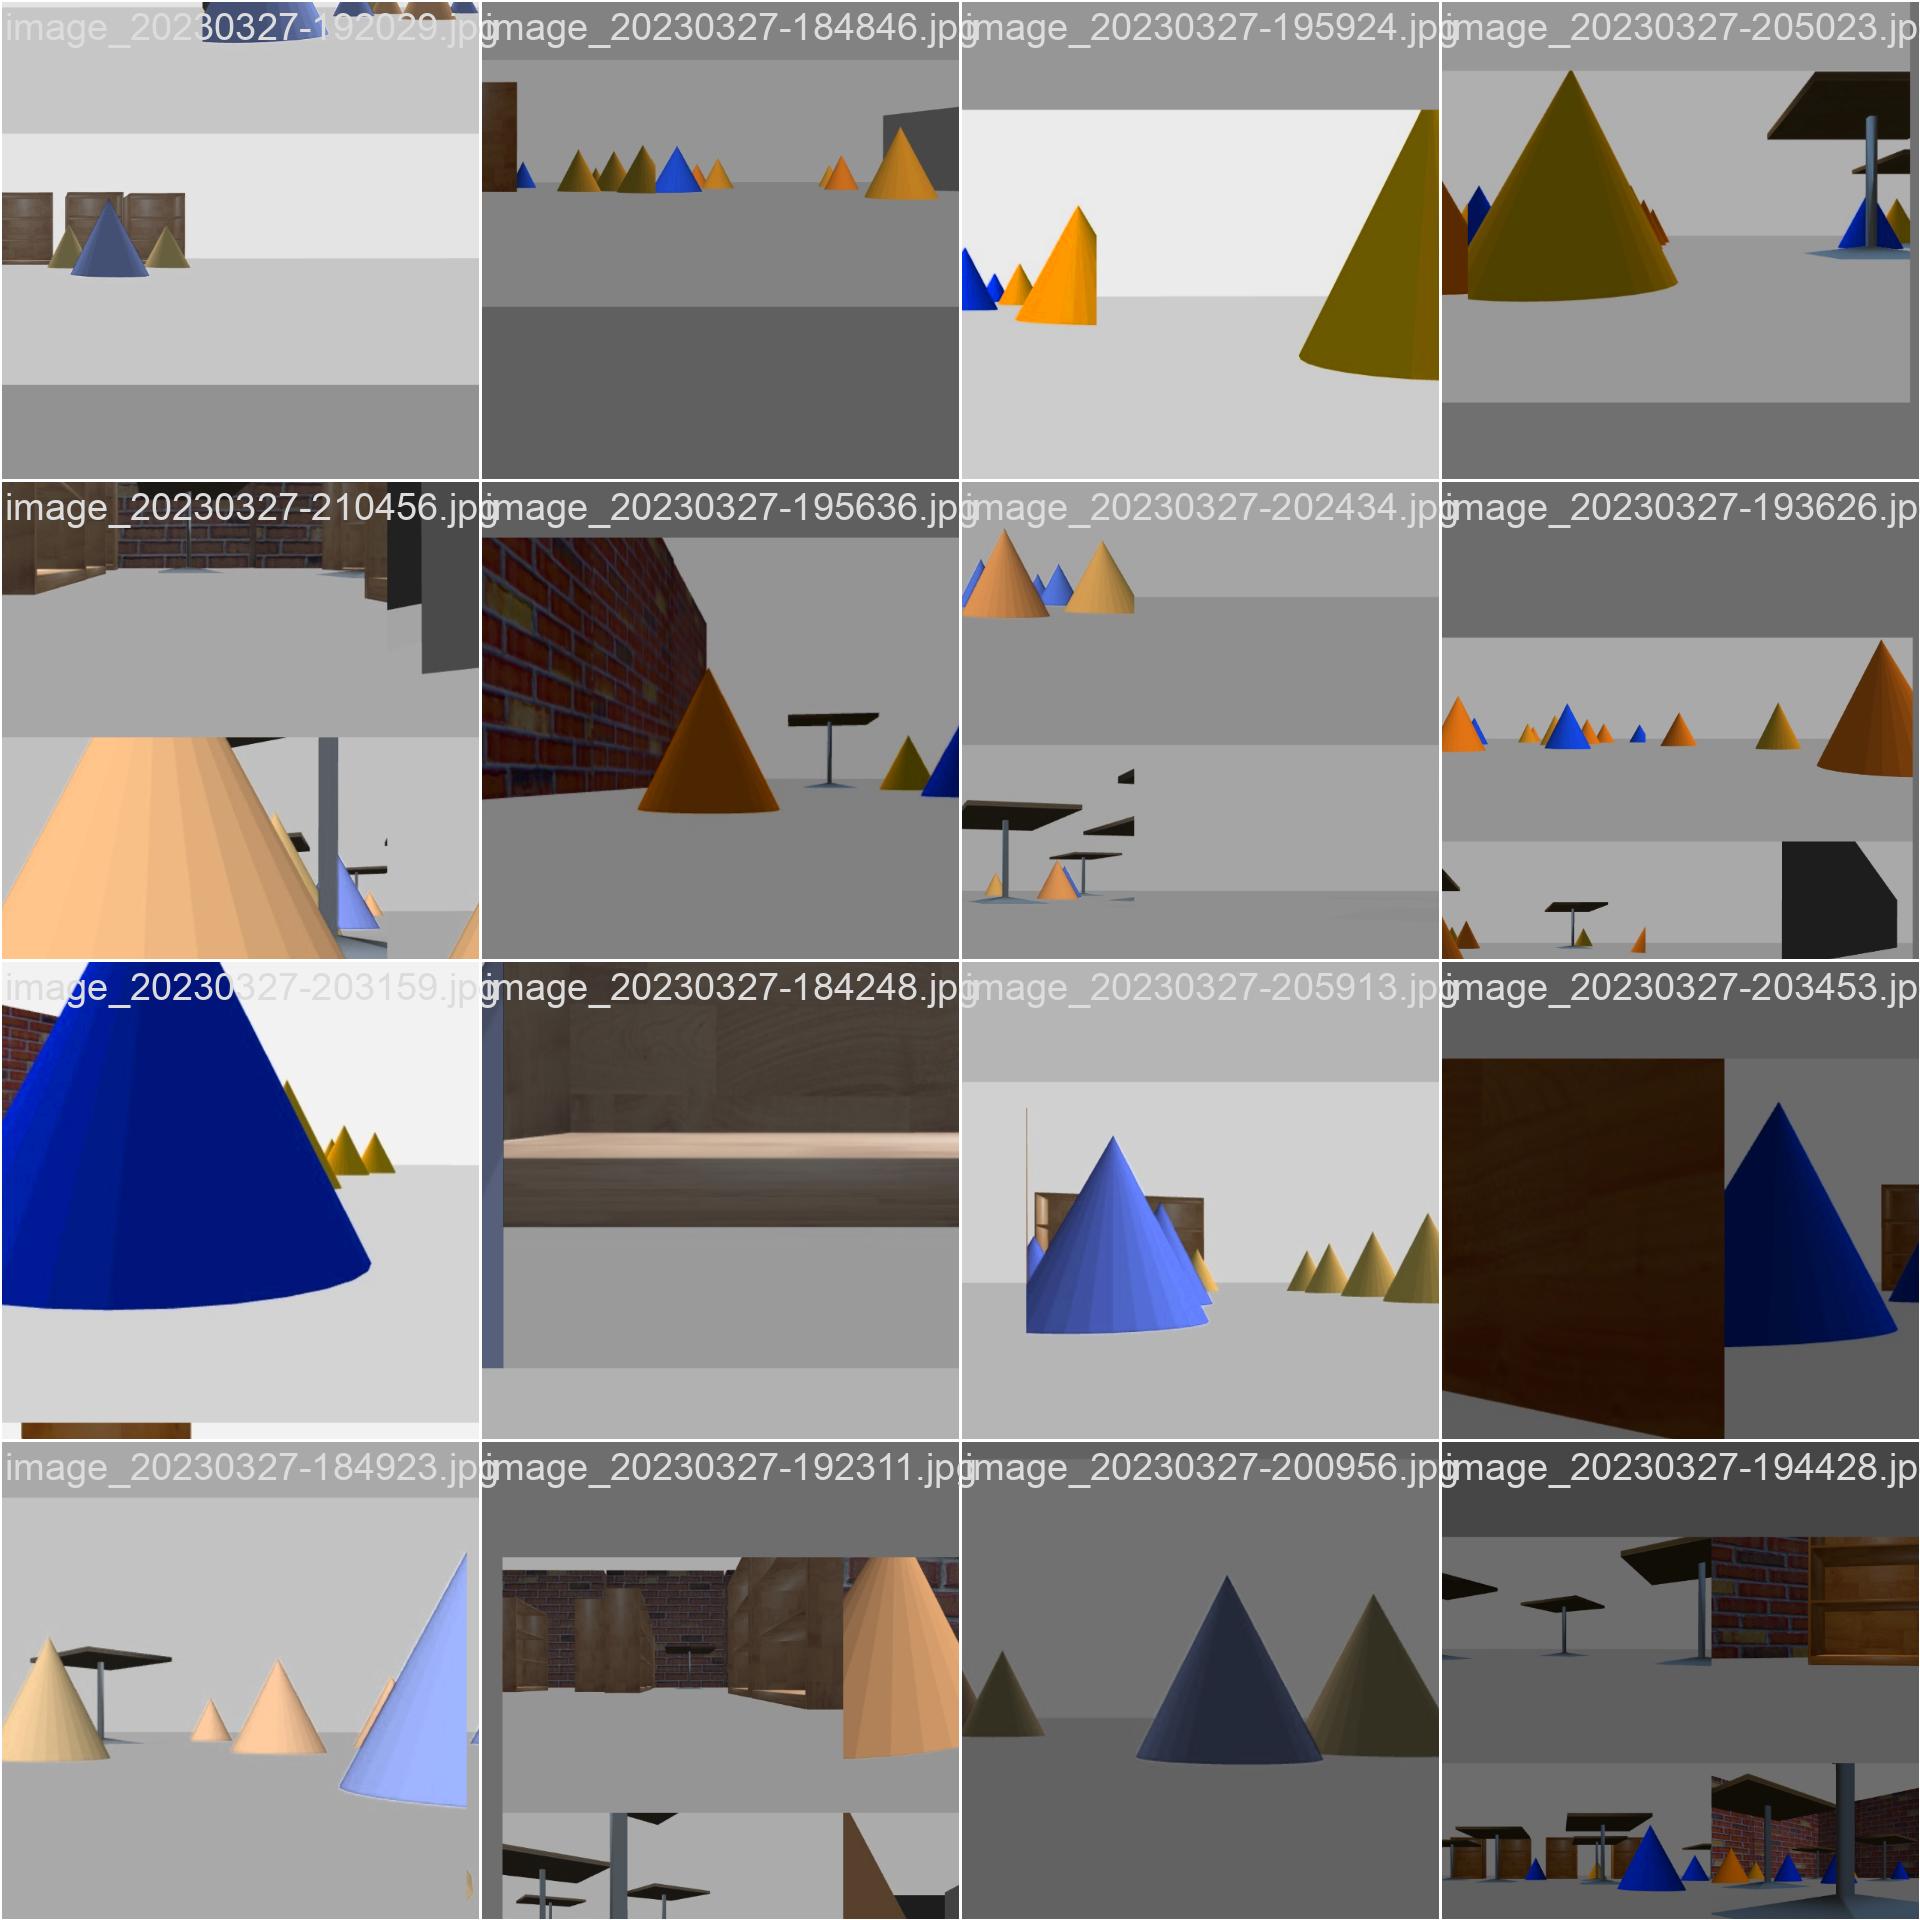 image_20230327-192029.jpg
image_20230327-184846.jpg
image_20230327-195924.jpg
image_20230327-205023.jp
image_20230327-210456.jpg
image_20230327-195636.jpg
image_20230327-202434.jpg
image_20230327-193626.jp
image_20230327-203159.jpg
image_20230327-184248.jpg
image_20230327-205913.jpg
image_20230327-203453.jp
image_20230327-184923.jpg
image_20230327-192311.jpg
image_20230327-200956.jpg
image_20230327-194428.jp